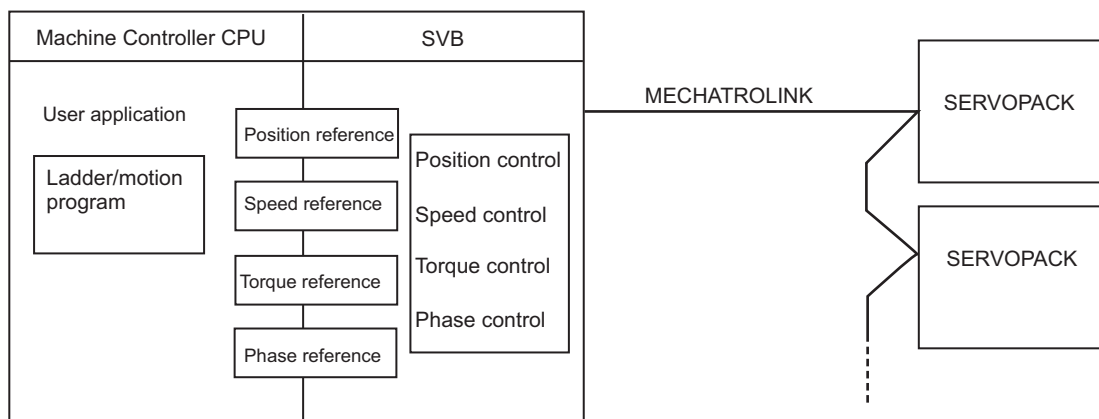 Machine Controller CPU
SVB
User application
Ladder/motion
program
Position reference
Speed reference
Torque reference
Phase reference
Position control
Speed control
Torque control
Phase control
MECHATROLINK
SERVOPACK
SERVOPACK